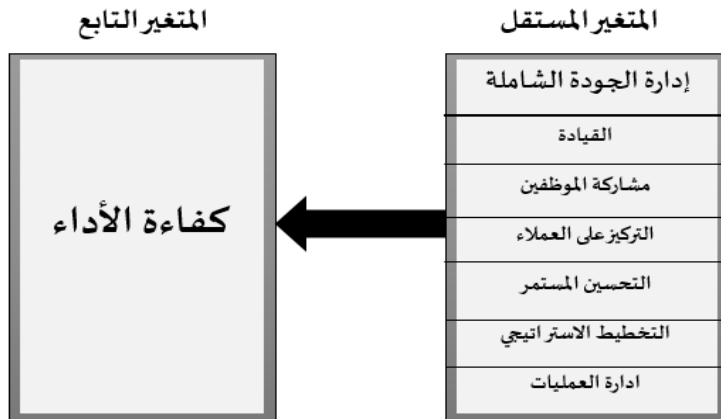 المتغير المستقل
إدارة الجودة الشاملة
القيادة
مشاركة الموظفين
التركيز على العملاء
التحسين المستمر
التخطيط الاستراتيجي
ادارة العمليات
المتغير التابع
كفاءة الأداء